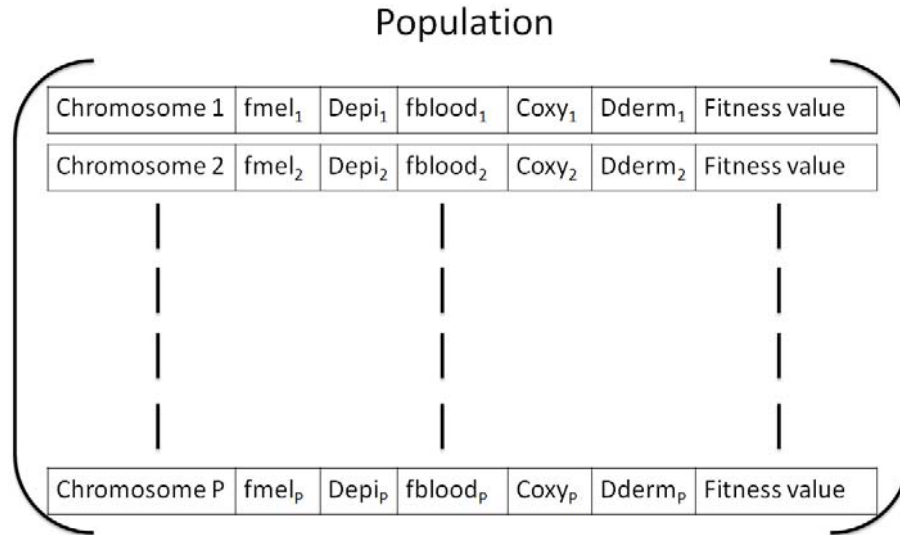 Population
Chromosome 1 fmel₁ Depi₁ fblood₁ Coxy₁ Dderm₁ Fitness value
Chromosome 2 fmel₂ Depi₂ fblood₂ Coxy₂ Dderm₂ Fitness value
Chromosome P fmelₚ Depiₚ fbloodₚ Coxyₚ Ddermₚ Fitness value